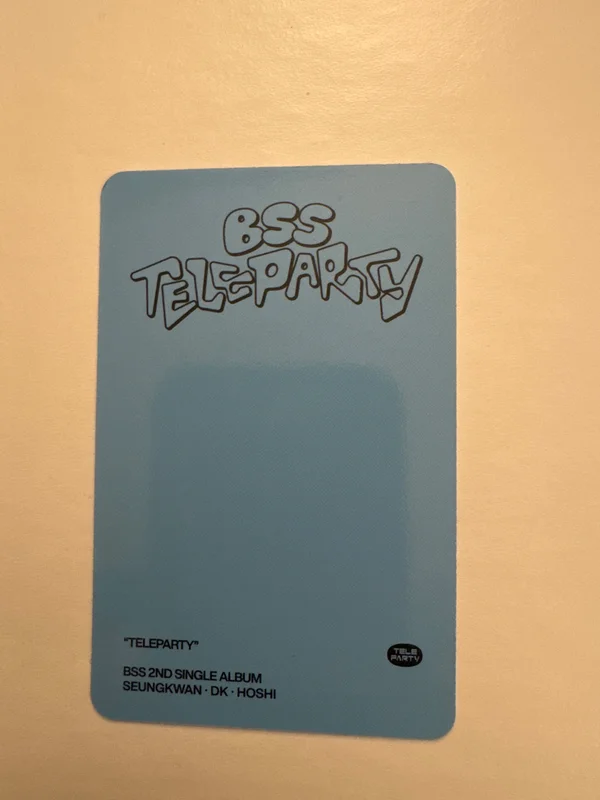 BSS
TELEPARTY
"TELEPARTY"
BSS 2ND SINGLE ALBUM
SEUNGKWAN · DK · HOSHI
TELE
PARTY